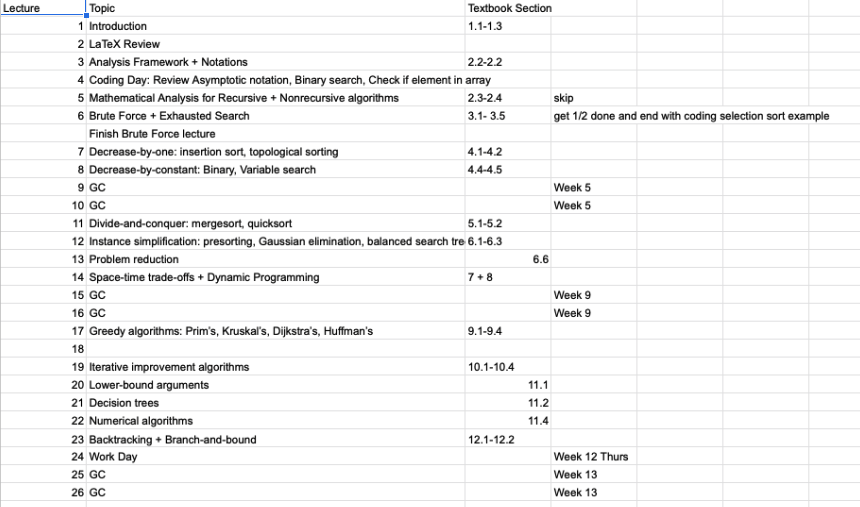 Lecture Topic Textbook Section
1 Introduction 1.1-1.3
2 LaTeX Review
3 Analysis Framework + Notations 2.2-2.2
4 Coding Day: Review Asymptotic notation, Binary search, Check if element in array
5 Mathematical Analysis for Recursive + Nonrecursive algorithms 2.3-2.4 skip
6 Brute Force + Exhausted Search 3.1- 3.5 get 1/2 done and end with coding selection sort example
Finish Brute Force lecture
7 Decrease-by-one: insertion sort, topological sorting 4.1-4.2
8 Decrease-by-constant: Binary, Variable search 4.4-4.5
9 GC Week 5
10 GC Week 5
11 Divide-and-conquer: mergesort, quicksort 5.1-5.2
12 Instance simplification: presorting, Gaussian elimination, balanced search tre 6.1-6.3
13 Problem reduction 6.6
14 Space-time trade-offs + Dynamic Programming 7 + 8
15 GC Week 9
16 GC Week 9
17 Greedy algorithms: Prim's, Kruskal's, Dijkstra's, Huffman's 9.1-9.4
18
19 Iterative improvement algorithms 10.1-10.4
20 Lower-bound arguments 11.1
21 Decision trees 11.2
22 Numerical algorithms 11.4
23 Backtracking + Branch-and-bound 12.1-12.2
24 Work Day Week 12 Thurs
25 GC Week 13
26 GC Week 13